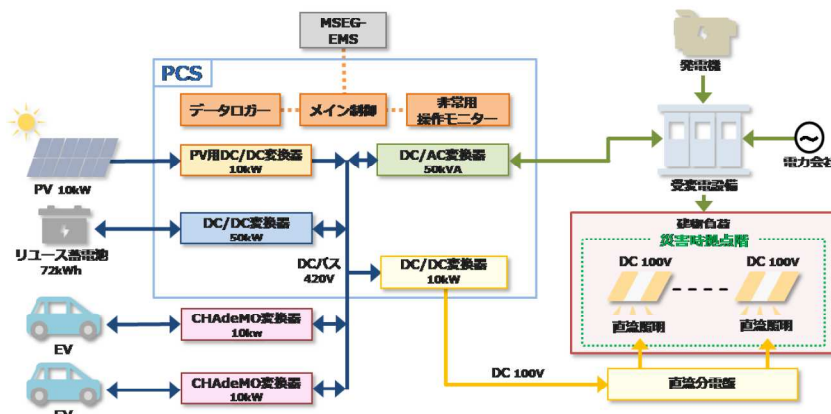 MSEG-
EMS
PCS
データロガー
メイン制御
非常用
操作モニター
発電機
PV 10kW
PV用DC/DC変換器
10kW
DC/AC変換器
50kVA
受変電設備
電力会社
リユース蓄電池
72kWh
DC/DC変換器
50kW
DCバス
420V
DC/DC変換器
10kW
建物負荷
災害時拠点階
DC 100V
DC 100V
直流照明
直流照明
EV
CHAdeMO変換器
10kw
EV
CHAdeMO変換器
10kW
DC 100V
直流分電盤